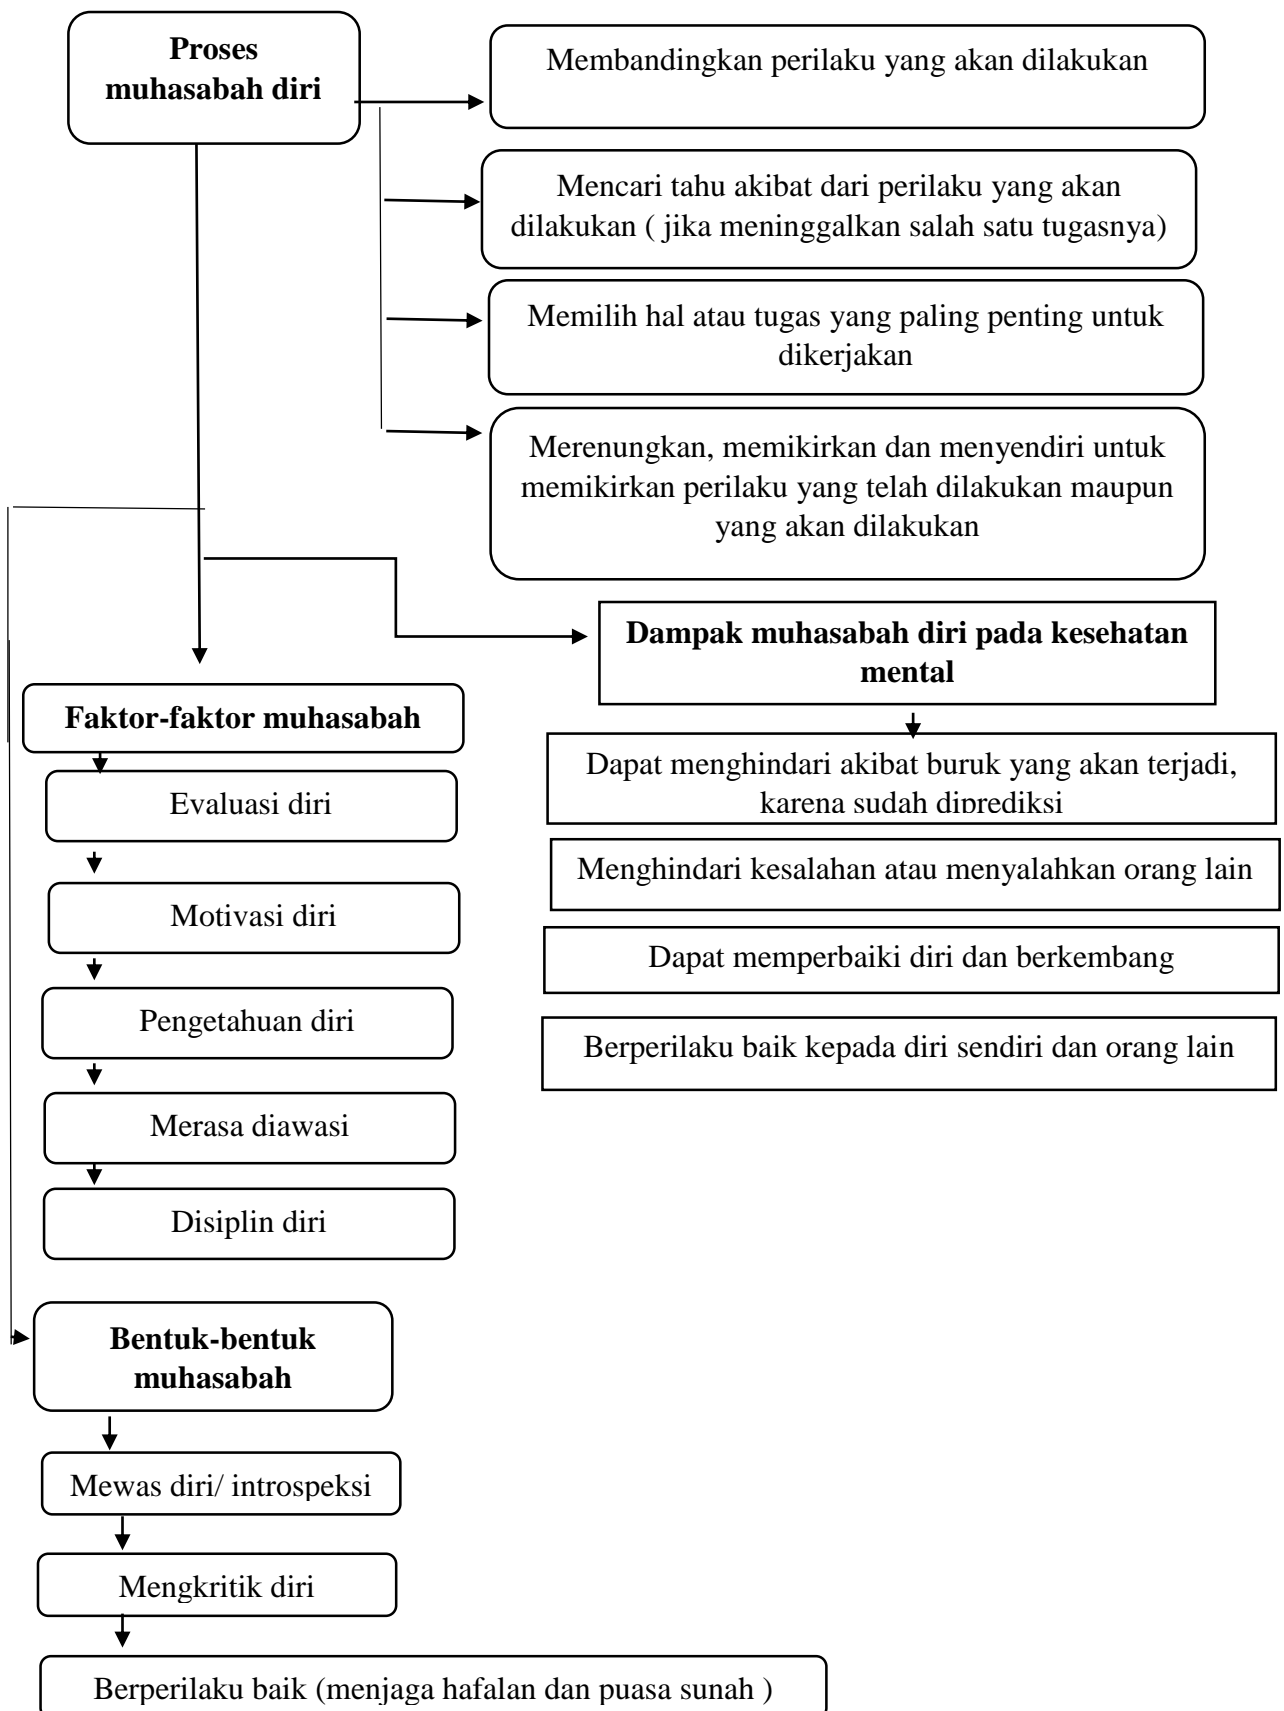 Proses
muhasabah diri
Membandingkan perilaku yang akan dilakukan
Mencari tahu akibat dari perilaku yang akan
dilakukan ( jika meninggalkan salah satu tugasnya)
Memilih hal atau tugas yang paling penting untuk
dikerjakan
Merenungkan, memikirkan dan menyendiri untuk
memikirkan perilaku yang telah dilakukan maupun
yang akan dilakukan
Dampak muhasabah diri pada kesehatan
mental
Dapat menghindari akibat buruk yang akan terjadi,
karena sudah diprediksi
Menghindari kesalahan atau menyalahkan orang lain
Dapat memperbaiki diri dan berkembang
Berperilaku baik kepada diri sendiri dan orang lain
Faktor-faktor muhasabah
Evaluasi diri
Motivasi diri
Pengetahuan diri
Merasa diawasi
Disiplin diri
Bentuk-bentuk
muhasabah
Mewas diri/ introspeksi
Mengkritik diri
Berperilaku baik (menjaga hafalan dan puasa sunah )